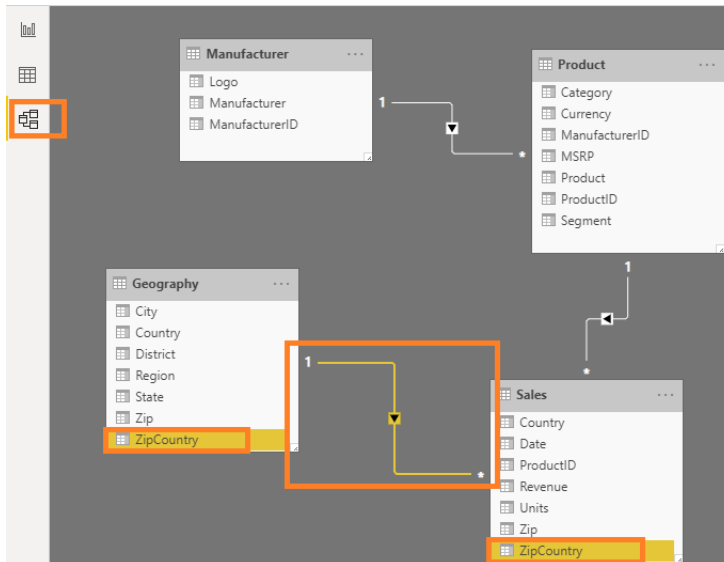 Manufacturer ...
Logo
Manufacturer
ManufacturerID
1
*
Product ...
Category
Currency
ManufacturerID
MSRP
Product
ProductID
Segment
1
*
Geography ...
City
Country
District
Region
State
Zip
ZipCountry
1
*
Sales ...
Country
Date
ProductID
Revenue
Units
Zip
ZipCountry